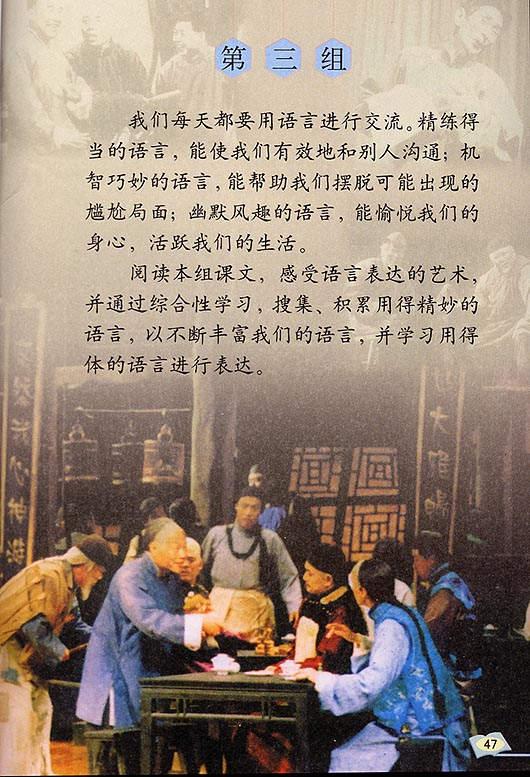 第三组
我们每天都要用语言进行交流。精练得
当的语言，能使我们有效地和别人沟通；机
智巧妙的语言，能帮助我们摆脱可能出现的
尴尬局面；幽默风趣的语言，能愉悦我们的
身心，活跃我们的生活。
阅读本组课文，感受语言表达的艺术，
并通过综合性学习，搜集、积累用得精妙的
语言，以不断丰富我们的语言，并学习用得
体的语言进行表达。
47